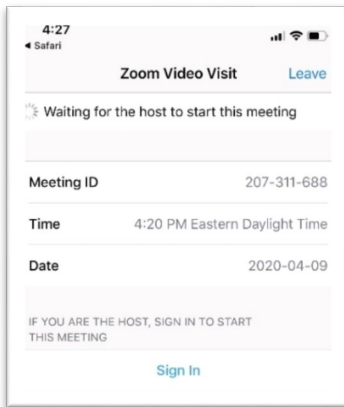 4:27
◀ Safari
Zoom Video Visit Leave
Waiting for the host to start this meeting
Meeting ID 207-311-688
Time 4:20 PM Eastern Daylight Time
Date 2020-04-09
IF YOU ARE THE HOST, SIGN IN TO START
THIS MEETING
Sign In